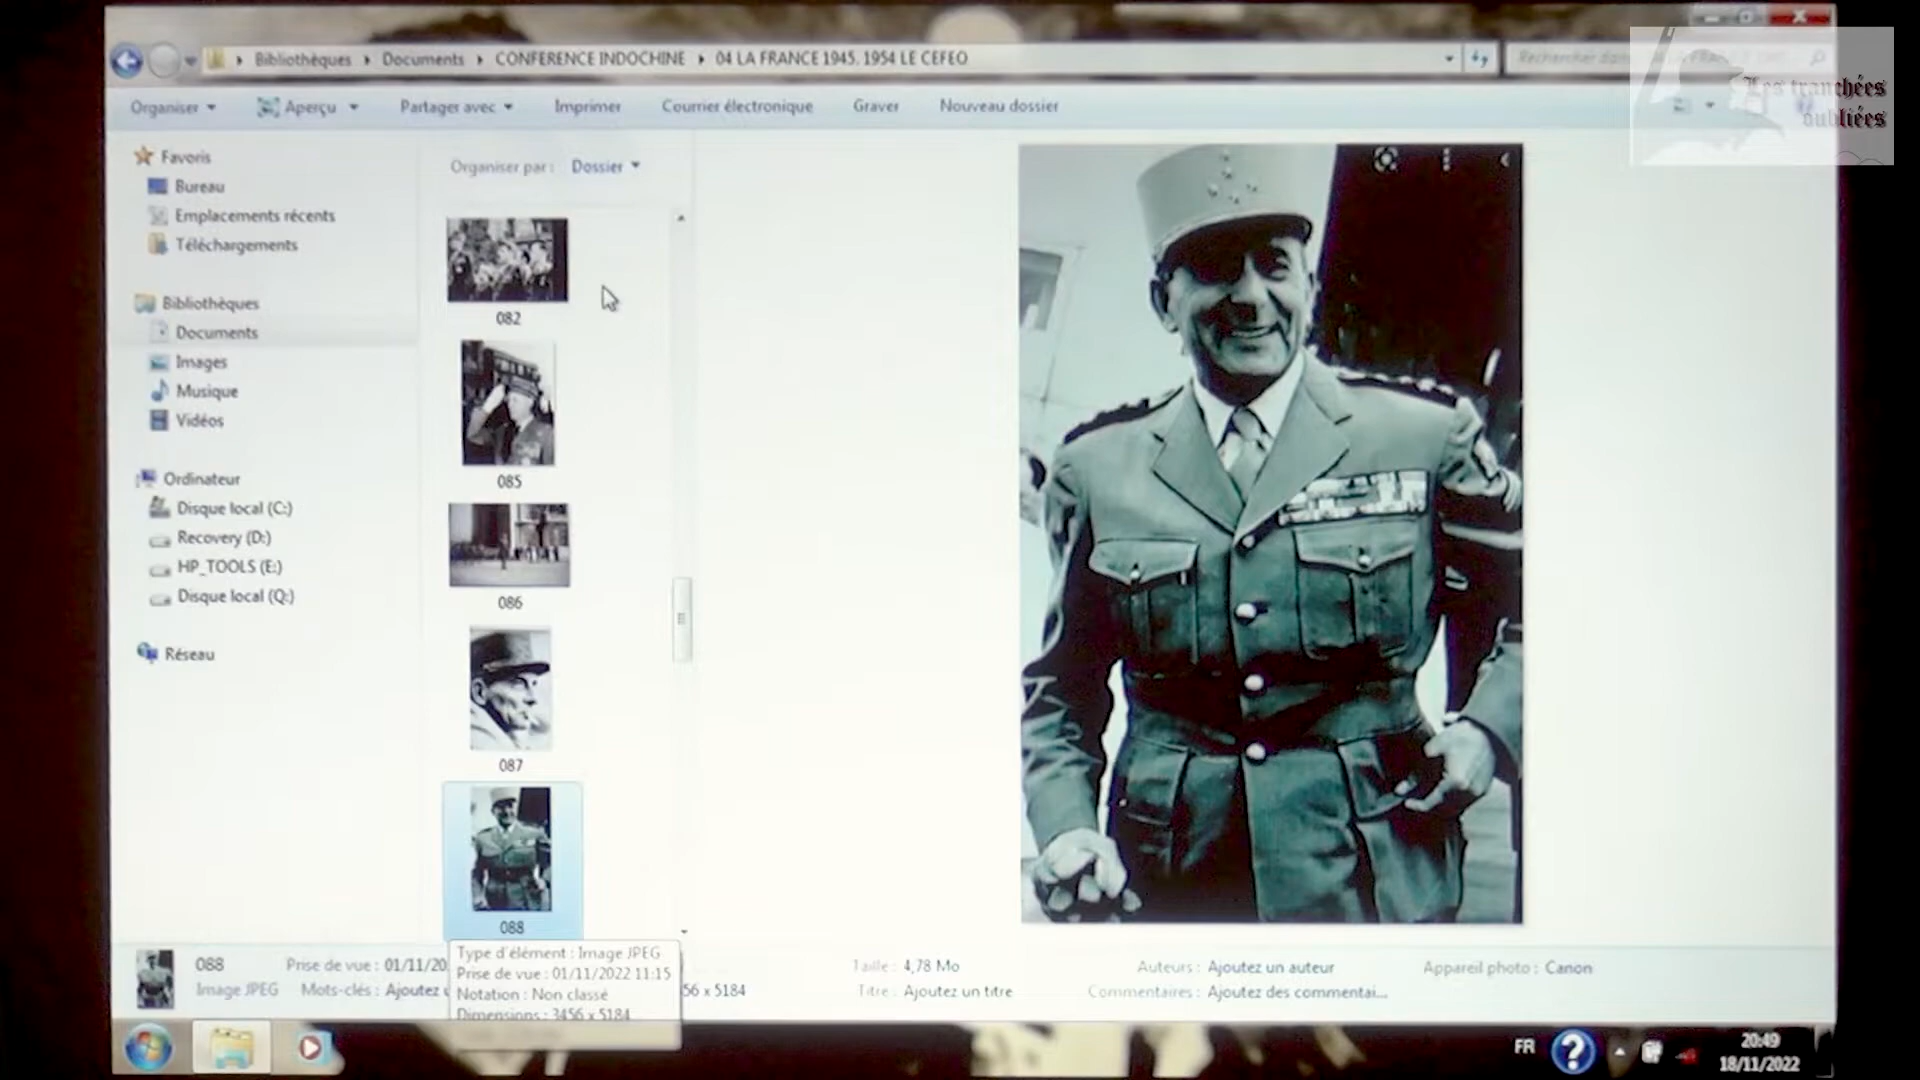 Bibliothèques Documents CONFERENCE INDOCHINE 04 LA FRANCE 1945. 1954 LE CEFEO
Rechercher dans
Organiser Aperçu Partager avec Imprimer Courrier électronique Graver Nouveau dossier
Les tranchées
oubliées
Favoris
Bureau
Emplacements récents
Téléchargements
Bibliothèques
Documents
Images
Musique
Vidéos
Ordinateur
Disque local (C:)
Recovery (D:)
HP_TOOLS (E:)
Disque local (Q:)
Réseau
Organiser par : Dossier
082
085
086
087
088
088 Prise de vue : 01/11/20
Image JPEG Mots-clés : Ajoutez
Type d'élément : Image JPEG
Prise de vue : 01/11/2022 11:15
Notation : Non classé
Dimensions : 3456 x 5184
56 x 5184
Taille : 4,78 Mo
Titre : Ajoutez un titre
Auteurs : Ajoutez un auteur
Commentaires : Ajoutez des commentai...
Appareil photo : Canon
FR
20:49
18/11/2022